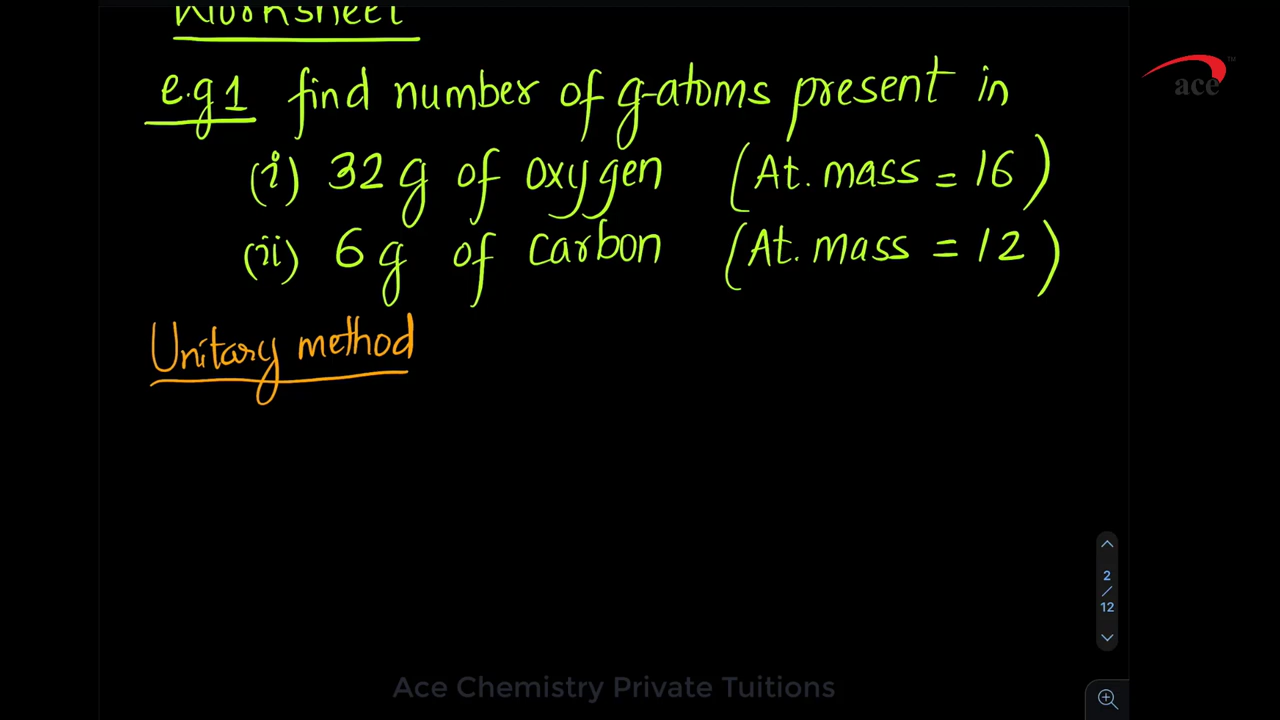 e.g 1 find number of g-atoms present in
(i) 32 g of oxygen (At. mass = 16)
(ii) 6 g of carbon (At. mass = 12)
Unitary method
ace
TM
2
/
12
Ace Chemistry Private Tuitions